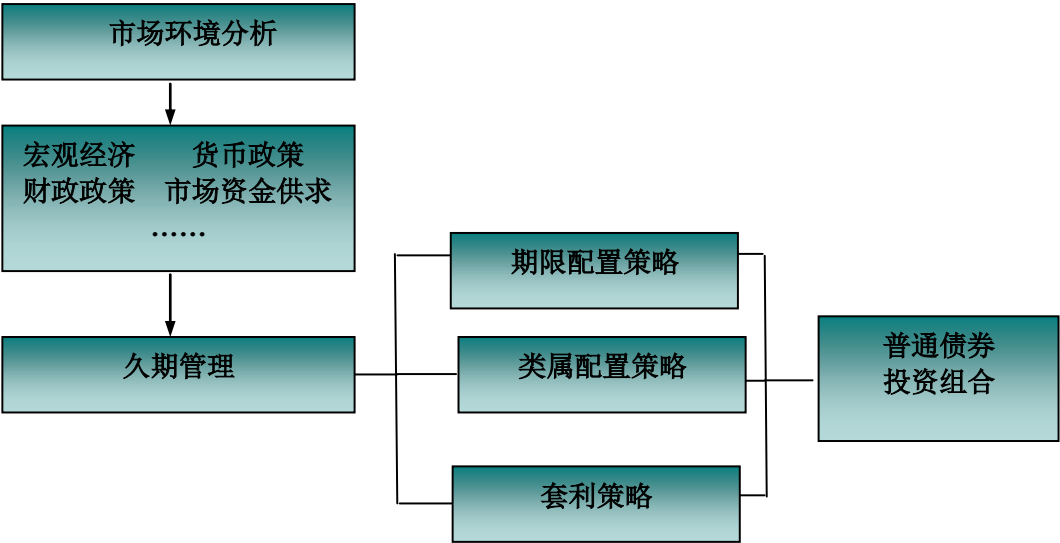 市场环境分析
宏观经济 货币政策
财政政策 市场资金供求
……
期限配置策略
久期管理
类属配置策略
普通债券
投资组合
套利策略